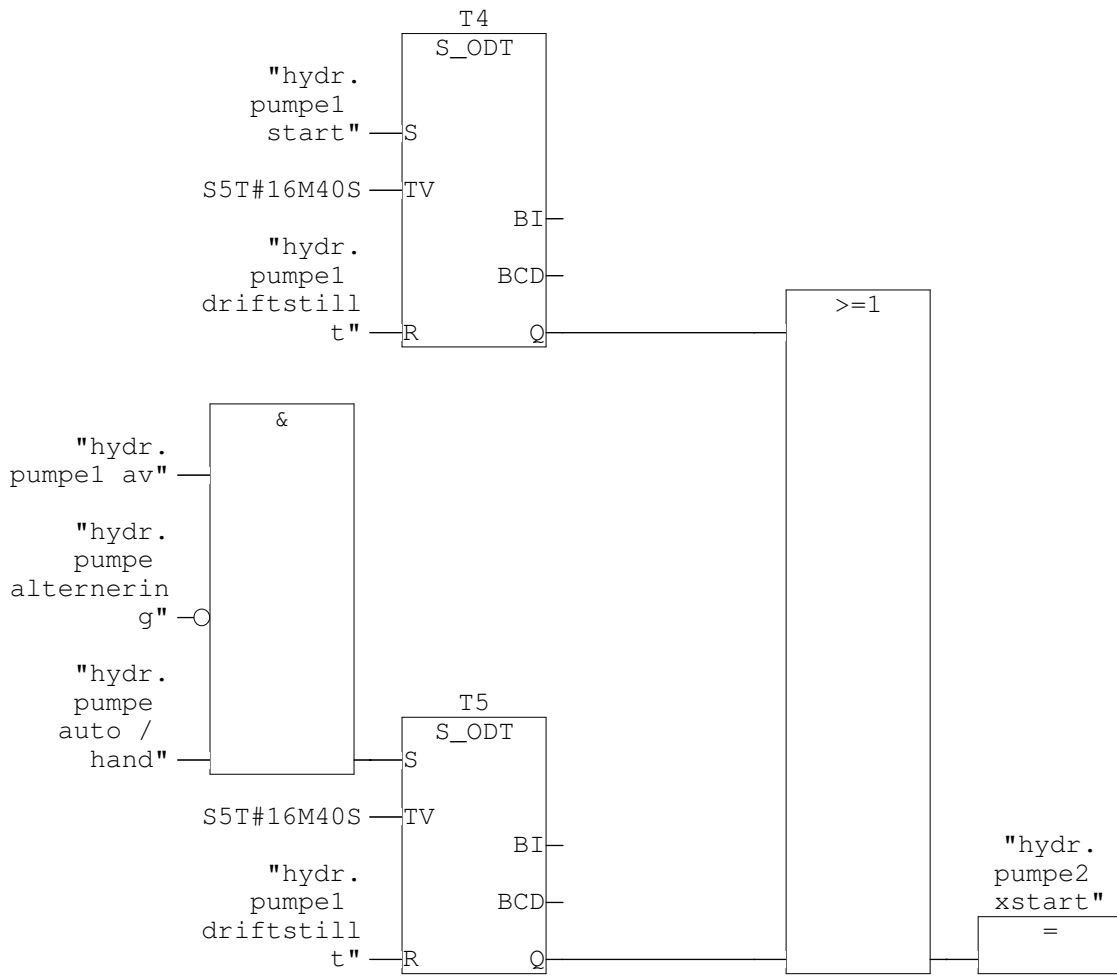 T4
S_ODT
"hydr.
pumpe1
start"
S
S5T#16M40S
TV
BI
"hydr.
pumpe1
driftstill
t"
BCD
R
Q
>=1
&
"hydr.
pumpe1 av"
"hydr.
pumpe
alternerin
g"
"hydr.
pumpe
auto /
hand"
T5
S_ODT
S
S5T#16M40S
TV
BI
"hydr.
pumpe1
driftstill
t"
BCD
R
Q
"hydr.
pumpe2
xstart"
=